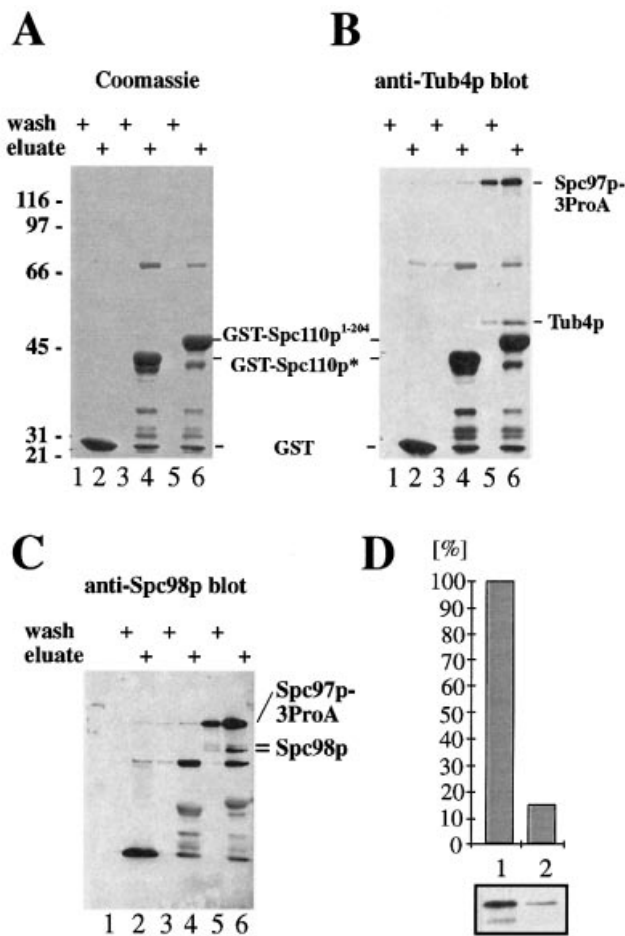 A
Coomassie
wash + + +
eluate + + +
116 -
97 -
66 -
45 -
31 -
21 -
1 2 3 4 5 6
GST-Spc110p1-204
GST-Spc110p*
GST
B
anti-Tub4p blot
+ + +
+ + +
Spc97p-
3ProA
Tub4p
1 2 3 4 5 6
C
anti-Spc98p blot
wash + + +
eluate + + +
Spc97p-
3ProA
Spc98p
1 2 3 4 5 6
D
[%]
100
90
80
70
60
50
40
30
20
10
0
1 2